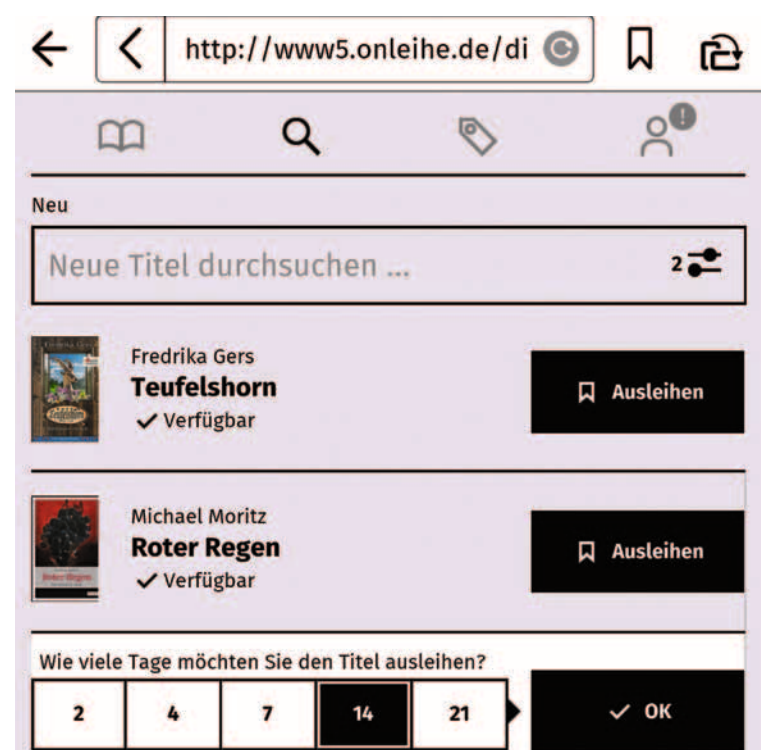 http://www5.onleihe.de/di
Neu
Neue Titel durchsuchen ...
2
Fredrika Gers
Teufelshorn
Verfügbar
Ausleihen
Michael Moritz
Roter Regen
Verfügbar
Ausleihen
Wie viele Tage möchten Sie den Titel ausleihen?
2 4 7 14 21 OK